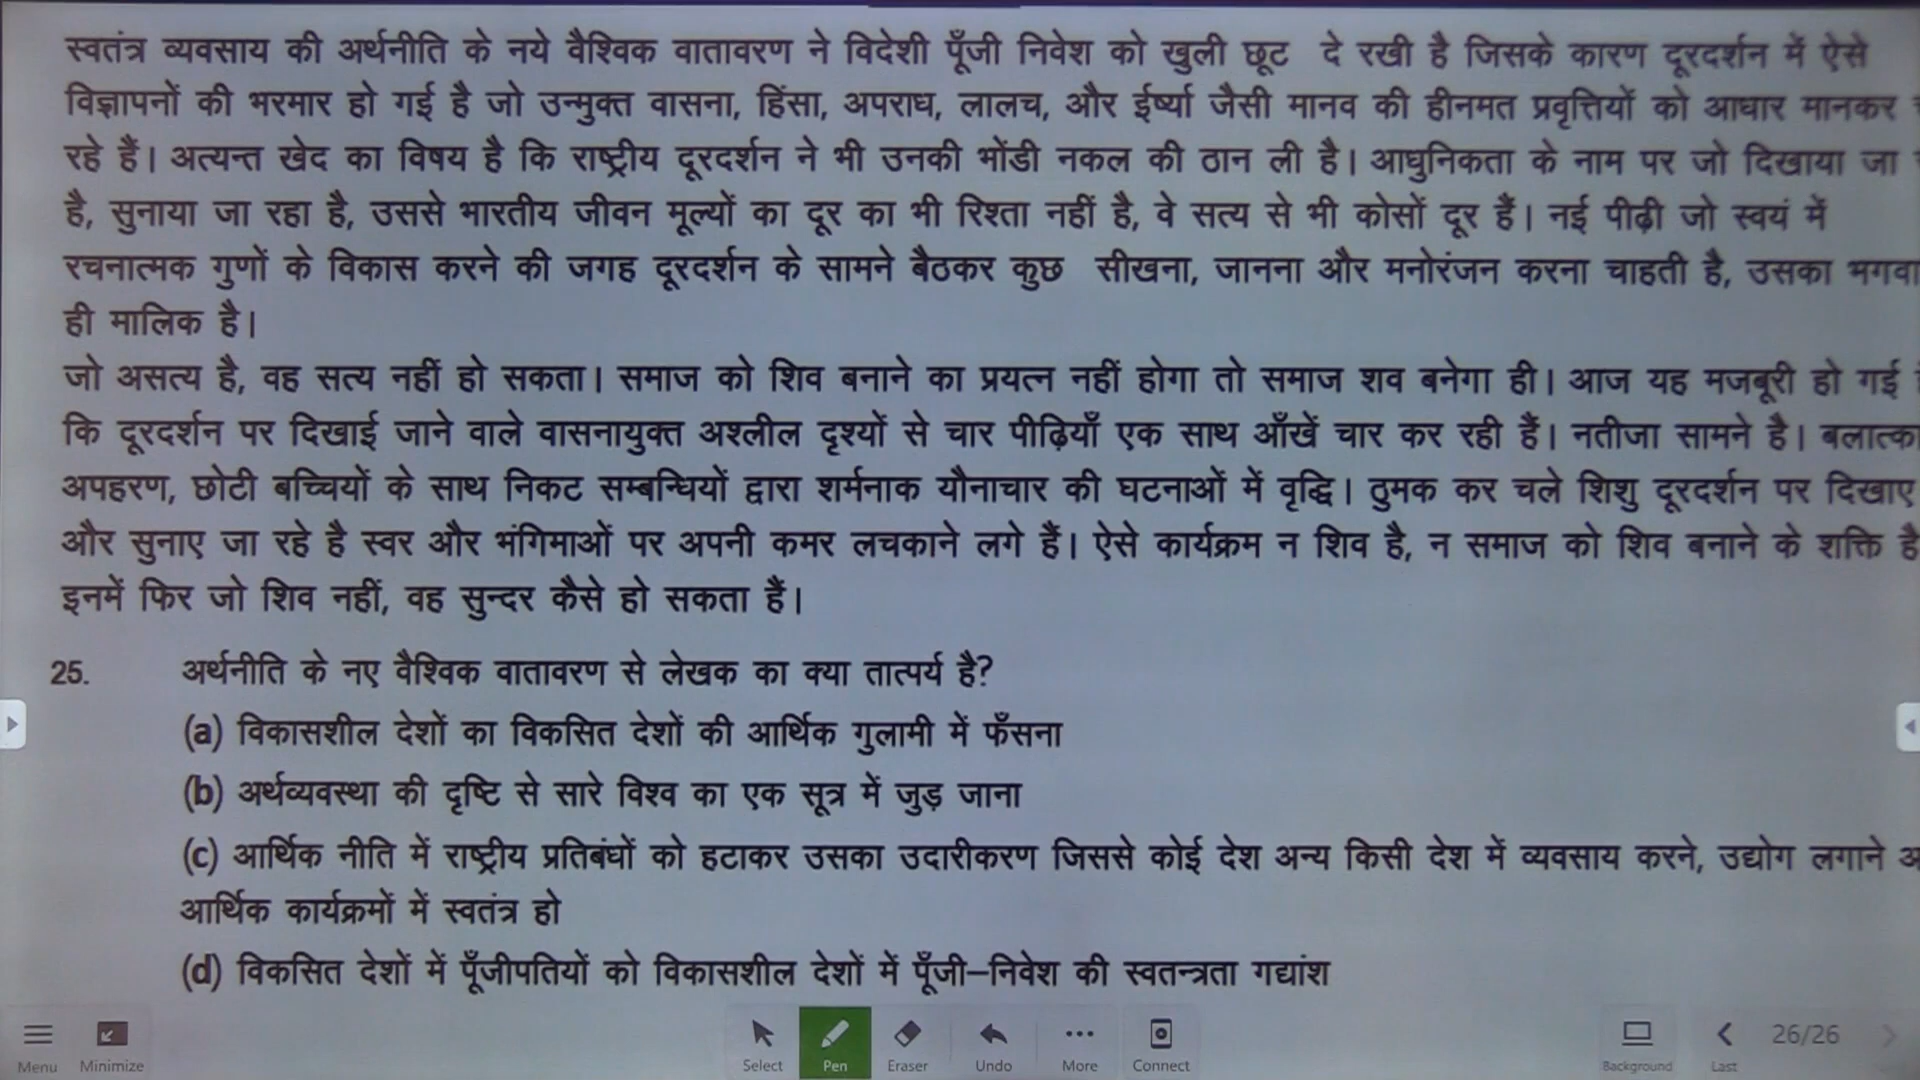 स्वतंत्र व्यवसाय की अर्थनीति के नये वैश्विक वातावरण ने विदेशी पूँजी निवेश को खुली छूट दे रखी है जिसके कारण दूरदर्शन में ऐसे
विज्ञापनों की भरमार हो गई है जो उन्मुक्त वासना, हिंसा, अपराध, लालच, और ईर्ष्या जैसी मानव की हीनमत प्रवृत्तियों को आधार मानकर
रहे हैं। अत्यन्त खेद का विषय है कि राष्ट्रीय दूरदर्शन ने भी उनकी भोंडी नकल की ठान ली है। आधुनिकता के नाम पर जो दिखाया जा
है, सुनाया जा रहा है, उससे भारतीय जीवन मूल्यों का दूर का भी रिश्ता नहीं है, वे सत्य से भी कोसों दूर हैं। नई पीढ़ी जो स्वयं में
रचनात्मक गुणों के विकास करने की जगह दूरदर्शन के सामने बैठकर कुछ सीखना, जानना और मनोरंजन करना चाहती है, उसका भगवा
ही मालिक है।
जो असत्य है, वह सत्य नहीं हो सकता। समाज को शिव बनाने का प्रयत्न नहीं होगा तो समाज शव बनेगा ही। आज यह मजबूरी हो गई
कि दूरदर्शन पर दिखाई जाने वाले वासनायुक्त अश्लील दृश्यों से चार पीढ़ियाँ एक साथ आँखें चार कर रही हैं। नतीजा सामने है। बलात्का
अपहरण, छोटी बच्चियों के साथ निकट सम्बन्धियों द्वारा शर्मनाक यौनाचार की घटनाओं में वृद्धि। ठुमक कर चले शिशु दूरदर्शन पर दिखाए
और सुनाए जा रहे है स्वर और भंगिमाओं पर अपनी कमर लचकाने लगे हैं। ऐसे कार्यक्रम न शिव है, न समाज को शिव बनाने के शक्ति है
इनमें फिर जो शिव नहीं, वह सुन्दर कैसे हो सकता हैं।
25. अर्थनीति के नए वैश्विक वातावरण से लेखक का क्या तात्पर्य है?
(a) विकासशील देशों का विकसित देशों की आर्थिक गुलामी में फँसना
(b) अर्थव्यवस्था की दृष्टि से सारे विश्व का एक सूत्र में जुड़ जाना
(c) आर्थिक नीति में राष्ट्रीय प्रतिबंधों को हटाकर उसका उदारीकरण जिससे कोई देश अन्य किसी देश में व्यवसाय करने, उद्योग लगाने
आर्थिक कार्यक्रमों में स्वतंत्र हो
(d) विकसित देशों में पूँजीपतियों को विकासशील देशों में पूँजी–निवेश की स्वतन्त्रता गद्यांश
Menu Minimize Select Pen Eraser Undo More Connect Background Last 26/26